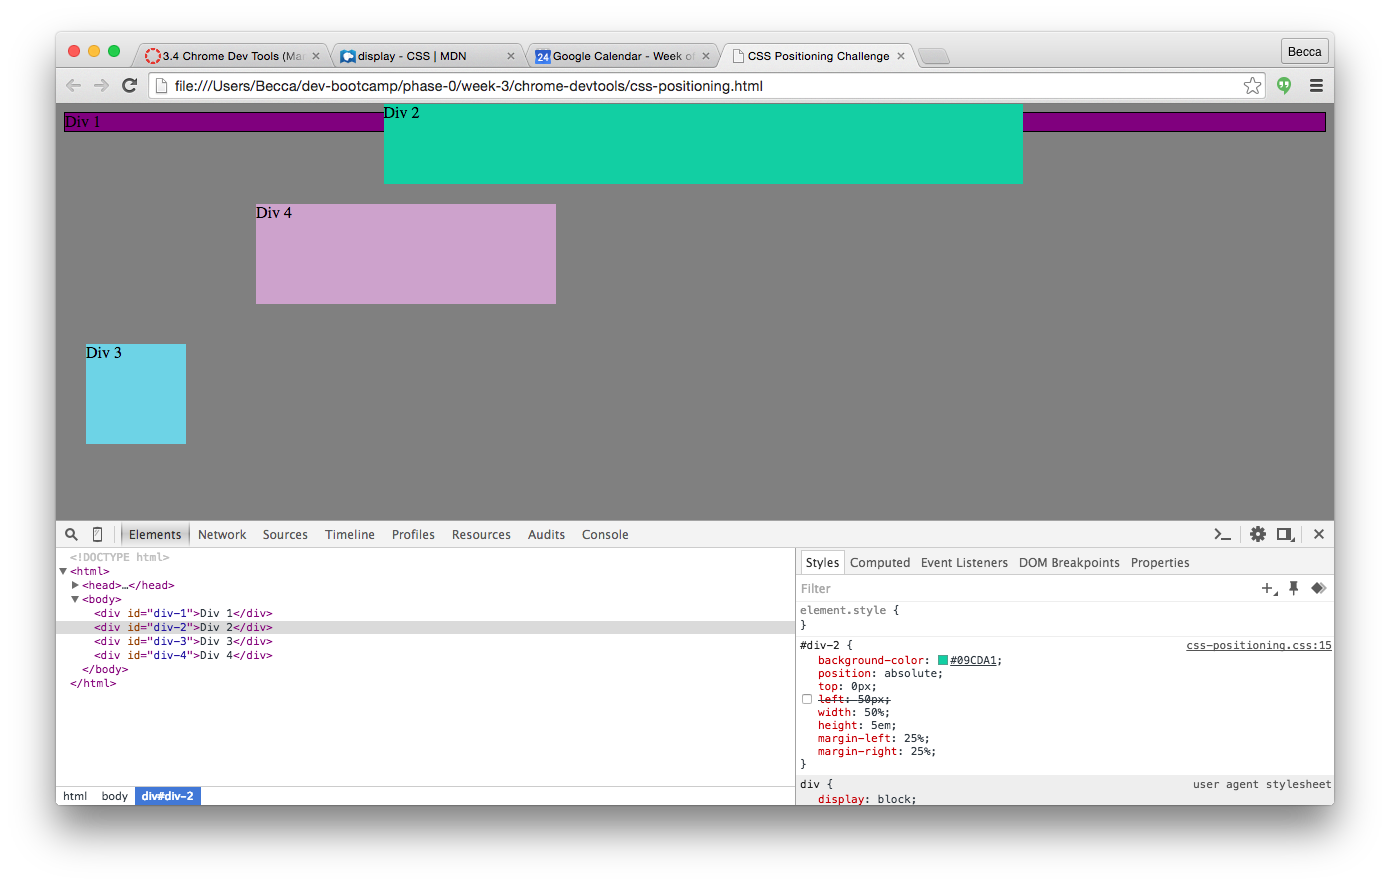 3.4 Chrome Dev Tools (Ma
display - CSS | MDN
24
Google Calendar - Week of
CSS Positioning Challenge
Becca
file:///Users/Becca/dev-bootcamp/phase-0/week-3/chrome-devtools/css-positioning.html
Div 1
Div 2
Div 4
Div 3
Elements Network Sources Timeline Profiles Resources Audits Console
<!DOCTYPE html>
<html>
<head>…</head>
<body>
<div id="div-1">Div 1</div>
<div id="div-2">Div 2</div>
<div id="div-3">Div 3</div>
<div id="div-4">Div 4</div>
</body>
</html>
html body div#div-2
Styles Computed Event Listeners DOM Breakpoints Properties
Filter
element.style {
}
#div-2 { css-positioning.css:15
background-color: #09CDA1;
position: absolute;
top: 0px;
left: 50px;
width: 50%;
height: 5em;
margin-left: 25%;
margin-right: 25%;
}
div { user agent stylesheet
display: block;